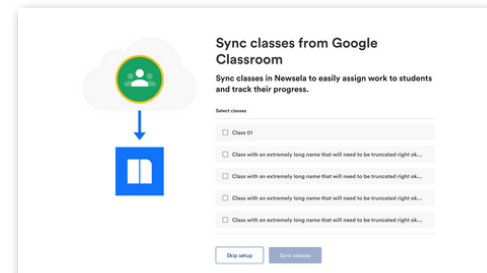 Sync classes from Google
Classroom
Sync classes in Newsela to easily assign work to students
and track their progress.
Select classes
Class 01
Class with an extremely long name that will need to be truncated right ok...
Class with an extremely long name that will need to be truncated right ok...
Class with an extremely long name that will need to be truncated right ok...
Class with an extremely long name that will need to be truncated right ok...
Skip setup
Sync classes